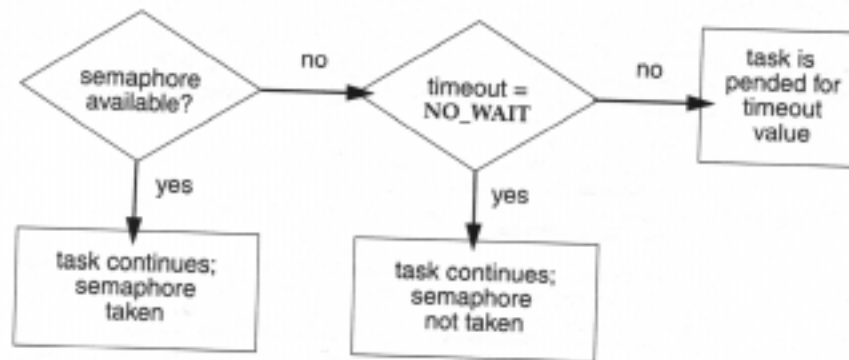 semaphore
available?
no
timeout =
NO_WAIT
no
task is
pended for
timeout
value
yes
yes
task continues;
semaphore
taken
task continues;
semaphore
not taken